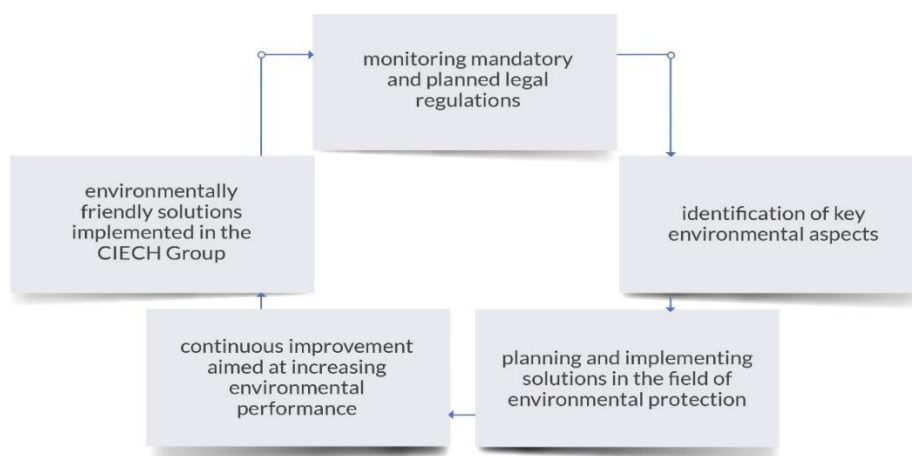 monitoring mandatory
and planned legal
regulations
environmentally
friendly solutions
implemented in the
CIECH Group
identification of key
environmental aspects
continuous improvement
aimed at increasing
environmental
performance
planning and implementing
solutions in the field of
environmental protection